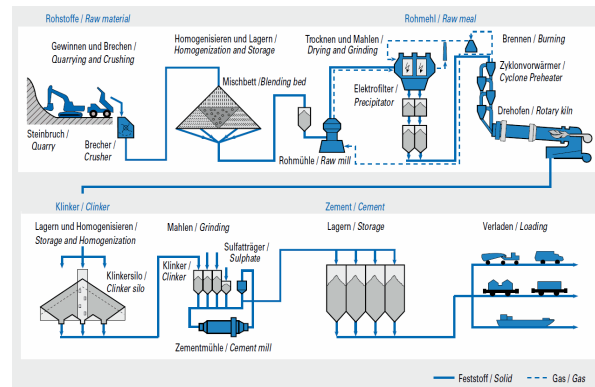 Rohstoffe / Raw material
Rohmehl / Raw meal
Gewinnen und Brechen /
Quarrying and Crushing
Homogenisieren und Lagern /
Homogenization and Storage
Trocknen und Mahlen /
Drying and Grinding
Brennen / Burning
Zyklonvorwärmer /
Cyclone Preheater
Mischbett /Blending bed
Elektrofilter /
Precipitator
Drehofen / Rotary kiln
Steinbruch /
Quarry
Brecher /
Crusher
Rohmühle / Raw mill
Klinker / Clinker
Zement / Cement
Lagern und Homogenisieren /
Storage and Homogenization
Mahlen / Grinding
Lagern / Storage
Verladen / Loading
Sulfatträger /
Sulphate
Klinker /
Clinker
Klinkersilo /
Clinker silo
Zementmühle / Cement mill
Feststoff / Solid
Gas / Gas